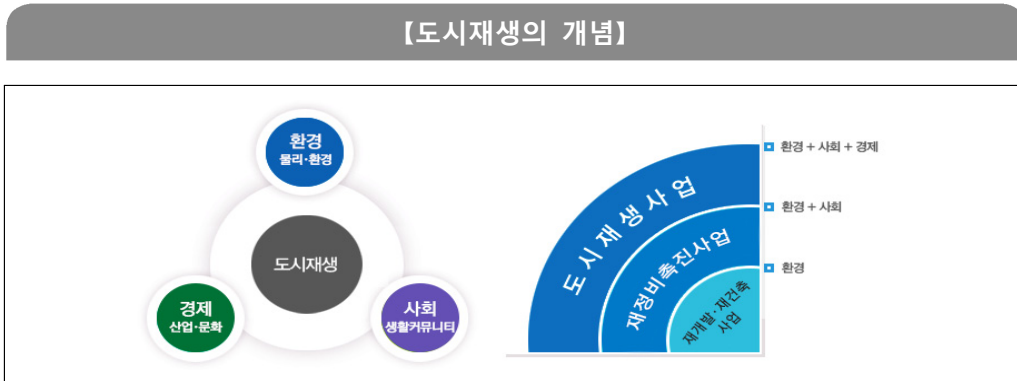 【도시재생의 개념】
환경
물리·환경
도시재생
경제
산업·문화
사회
생활커뮤니티
도시재생사업
재정비촉진사업
재개발·재건축
사업
환경 + 사회 + 경제
환경 + 사회
환경